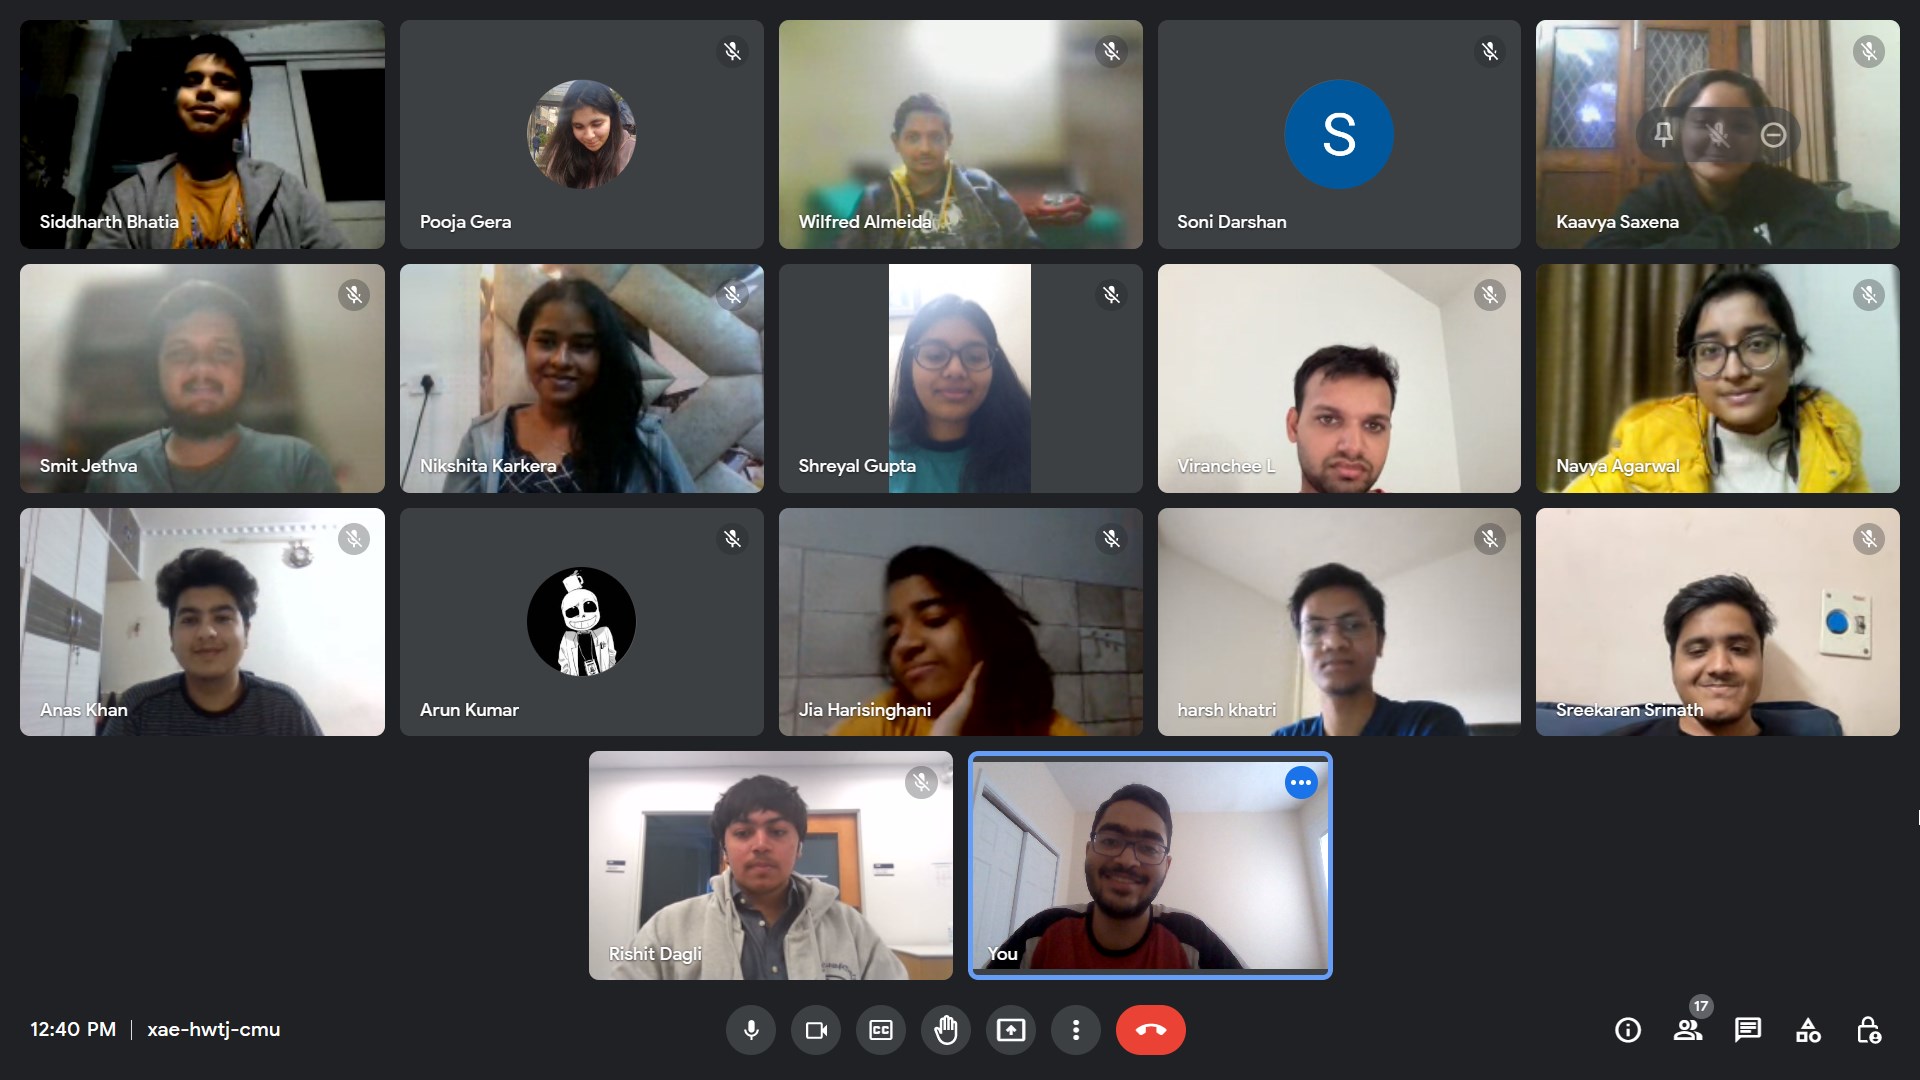 Siddharth Bhatia
Pooja Gera
Wilfred Almeida
S
Soni Darshan
Kaavya Saxena
Smit Jethva
Nikshita Karkera
Shreyal Gupta
Viranchee L
Navya Agarwal
Anas Khan
Arun Kumar
Jia Harisinghani
harsh khatri
Sreekaran Srinath
Rishit Dagli
You
12:40 PM | xae-hwtj-cmu
CC
17